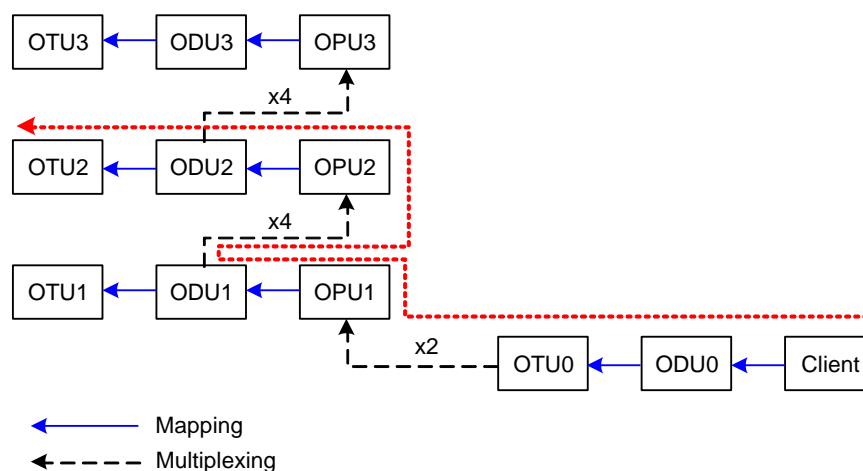 OTU3 ODU3 OPU3
x4
OTU2 ODU2 OPU2
x4
OTU1 ODU1 OPU1
x2
OTU0 ODU0 Client
Mapping
Multiplexing